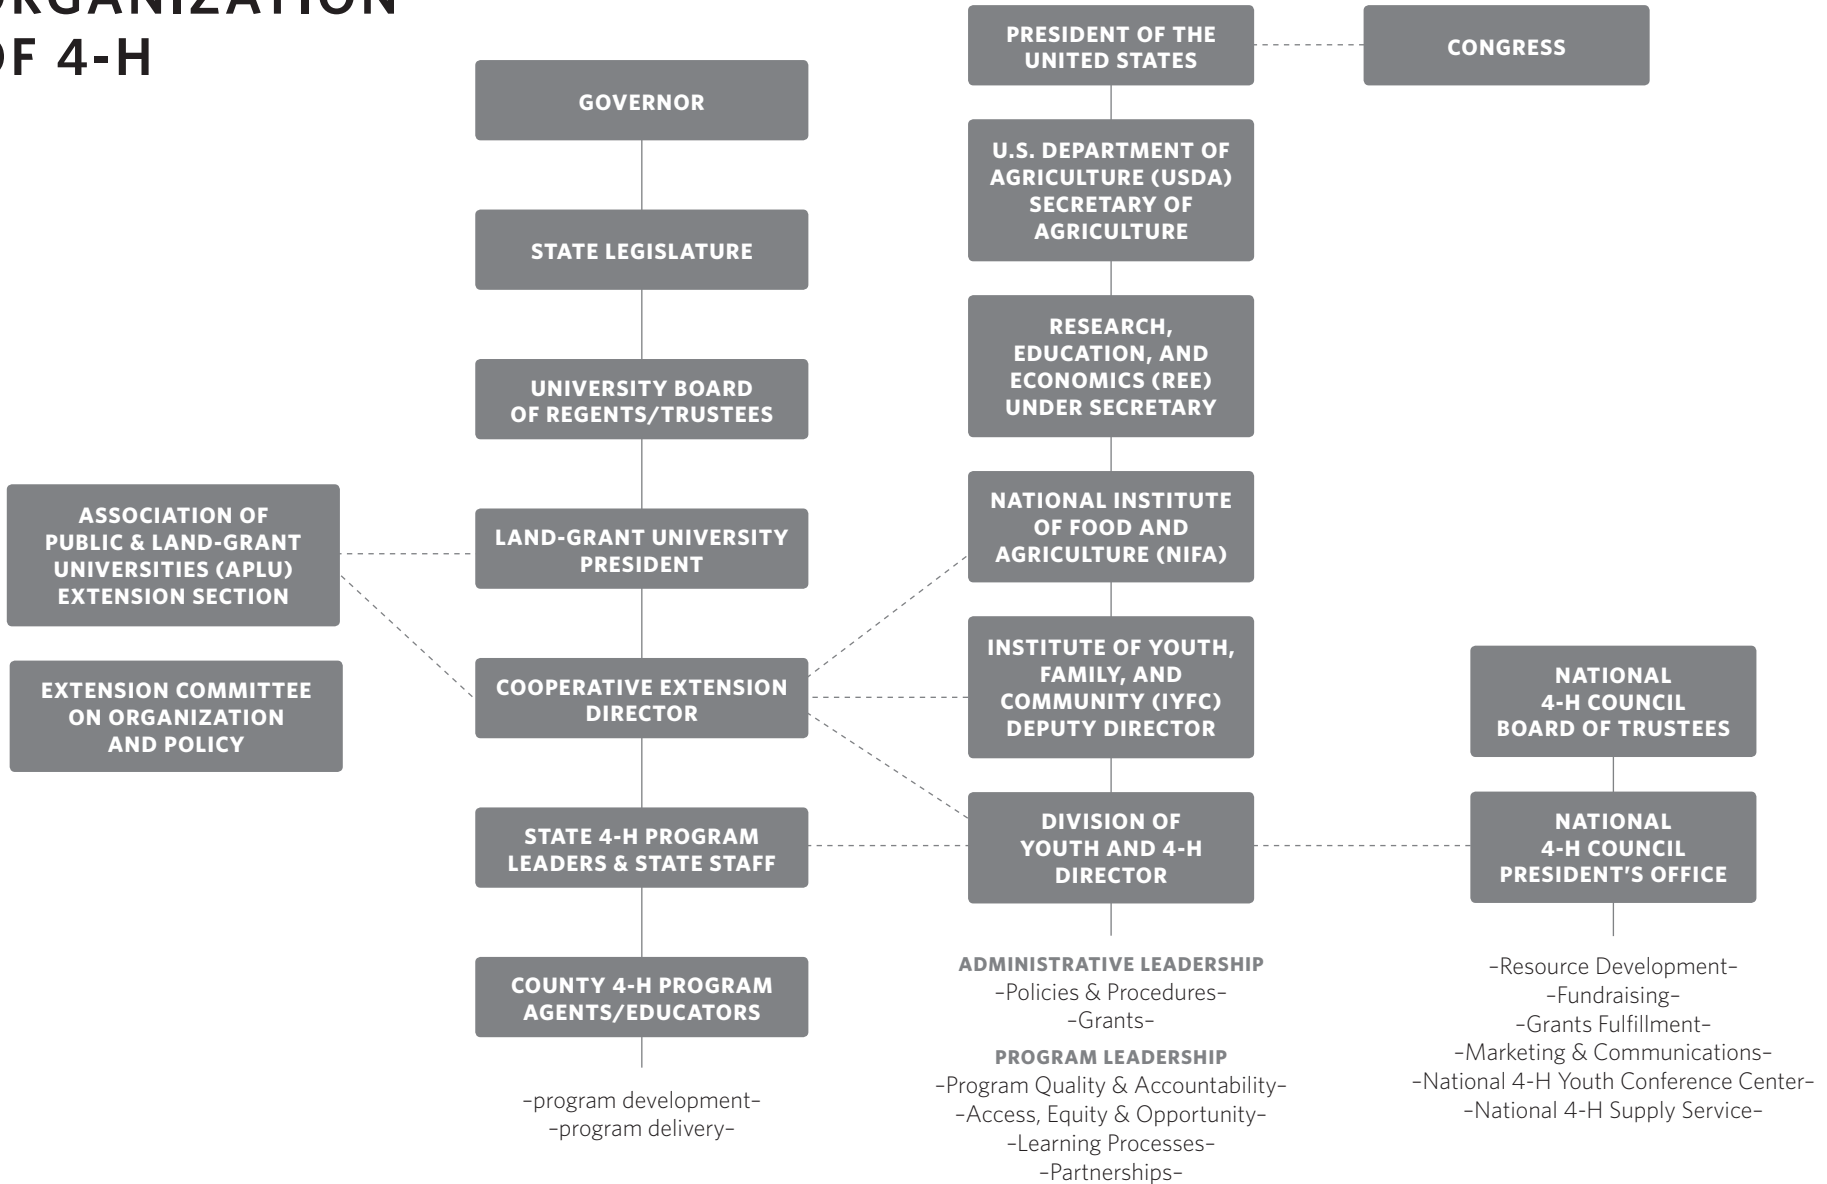 ORGANIZATION
OF 4-H
GOVERNOR
STATE LEGISLATURE
UNIVERSITY BOARD
OF REGENTS/TRUSTEES
LAND-GRANT UNIVERSITY
PRESIDENT
COOPERATIVE EXTENSION
DIRECTOR
STATE 4-H PROGRAM
LEADERS & STATE STAFF
COUNTY 4-H PROGRAM
AGENTS/EDUCATORS
–program development–
–program delivery–
ASSOCIATION OF
PUBLIC & LAND-GRANT
UNIVERSITIES (APLU)
EXTENSION SECTION
EXTENSION COMMITTEE
ON ORGANIZATION
AND POLICY
PRESIDENT OF THE
UNITED STATES
CONGRESS
U.S. DEPARTMENT OF
AGRICULTURE (USDA)
SECRETARY OF
AGRICULTURE
RESEARCH,
EDUCATION, AND
ECONOMICS (REE)
UNDER SECRETARY
NATIONAL INSTITUTE
OF FOOD AND
AGRICULTURE (NIFA)
INSTITUTE OF YOUTH,
FAMILY, AND
COMMUNITY (IYFC)
DEPUTY DIRECTOR
DIVISION OF
YOUTH AND 4-H
DIRECTOR
ADMINISTRATIVE LEADERSHIP
–Policies & Procedures–
–Grants–
PROGRAM LEADERSHIP
–Program Quality & Accountability–
–Access, Equity & Opportunity–
–Learning Processes–
–Partnerships–
NATIONAL
4-H COUNCIL
BOARD OF TRUSTEES
NATIONAL
4-H COUNCIL
PRESIDENT'S OFFICE
–Resource Development–
–Fundraising–
–Grants Fulfillment–
–Marketing & Communications–
–National 4-H Youth Conference Center–
–National 4-H Supply Service–